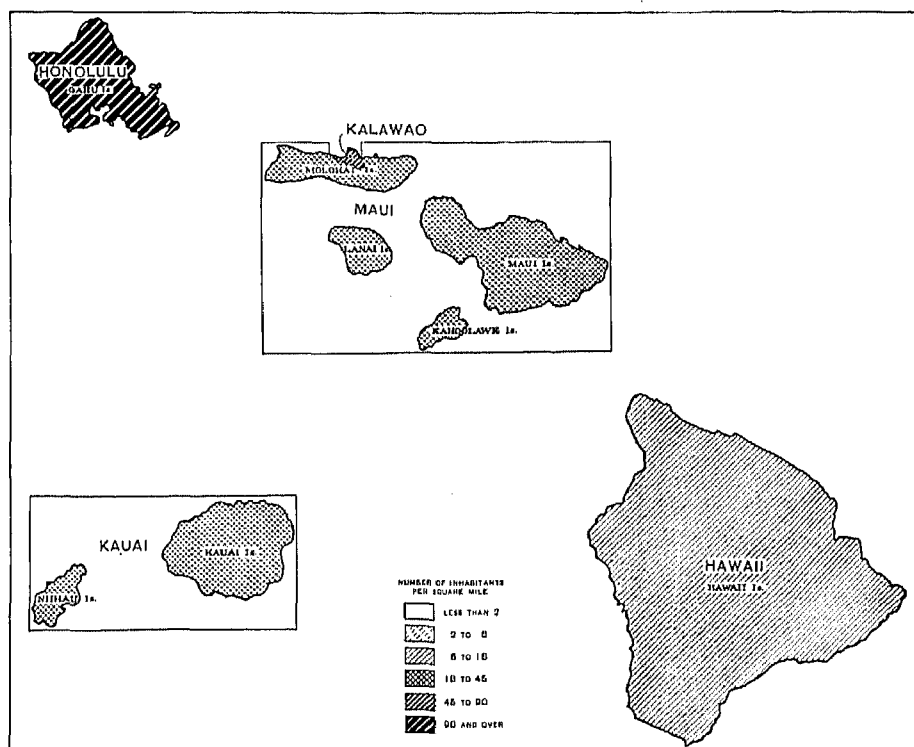 HONOLULU
OAHU Is.
KALAWAO
MOLOKAI Is.
MAUI
LANAI Is.
MAUI Is.
KAHOOLAWE Is.
KAUAI
KAUAI Is.
NIIHAU Is.
HAWAII
HAWAII Is.
NUMBER OF INHABITANTS
PER SQUARE MILE
LESS THAN 2
2 TO 6
6 TO 18
18 TO 45
45 TO 90
90 AND OVER